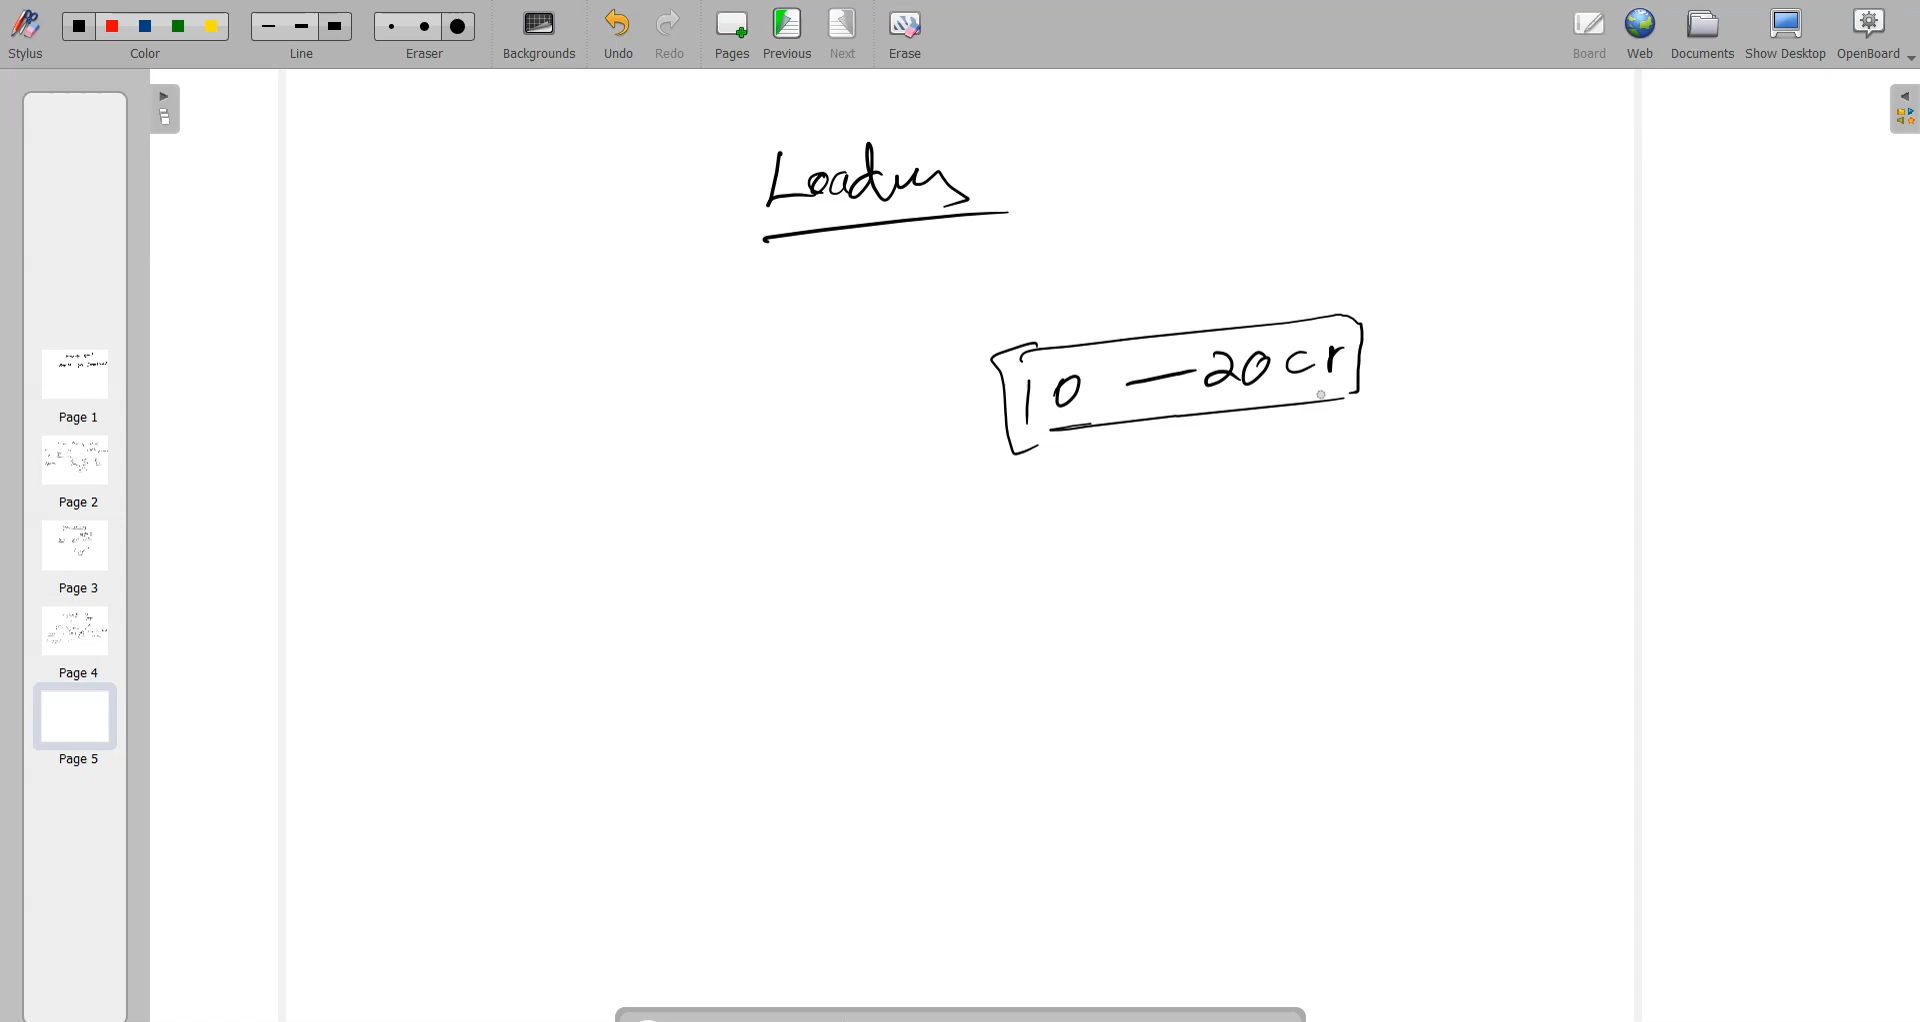 Stylus
Color
Line
Eraser
Backgrounds
Undo
Redo
Pages
Previous
Next
Erase
Board
Web
Documents
Show Desktop
OpenBoard
Page 1
Page 2
Page 3
Page 4
Page 5
10 — 20 cr